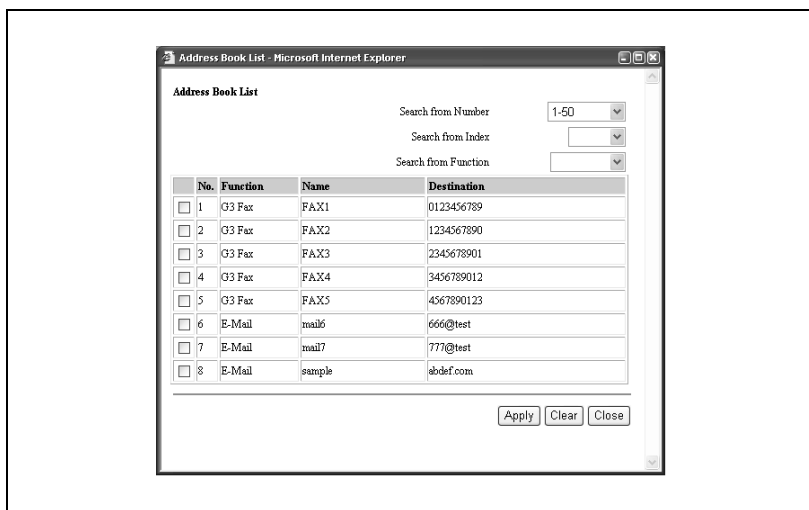 Address Book List - Microsoft Internet Explorer
Address Book List
Search from Number 1-50
Search from Index
Search from Function
No. Function Name Destination
1 G3 Fax FAX1 0123456789
2 G3 Fax FAX2 1234567890
3 G3 Fax FAX3 2345678901
4 G3 Fax FAX4 3456789012
5 G3 Fax FAX5 4567890123
6 E-Mail mail6 666@test
7 E-Mail mail7 777@test
8 E-Mail sample abdef.com
Apply Clear Close